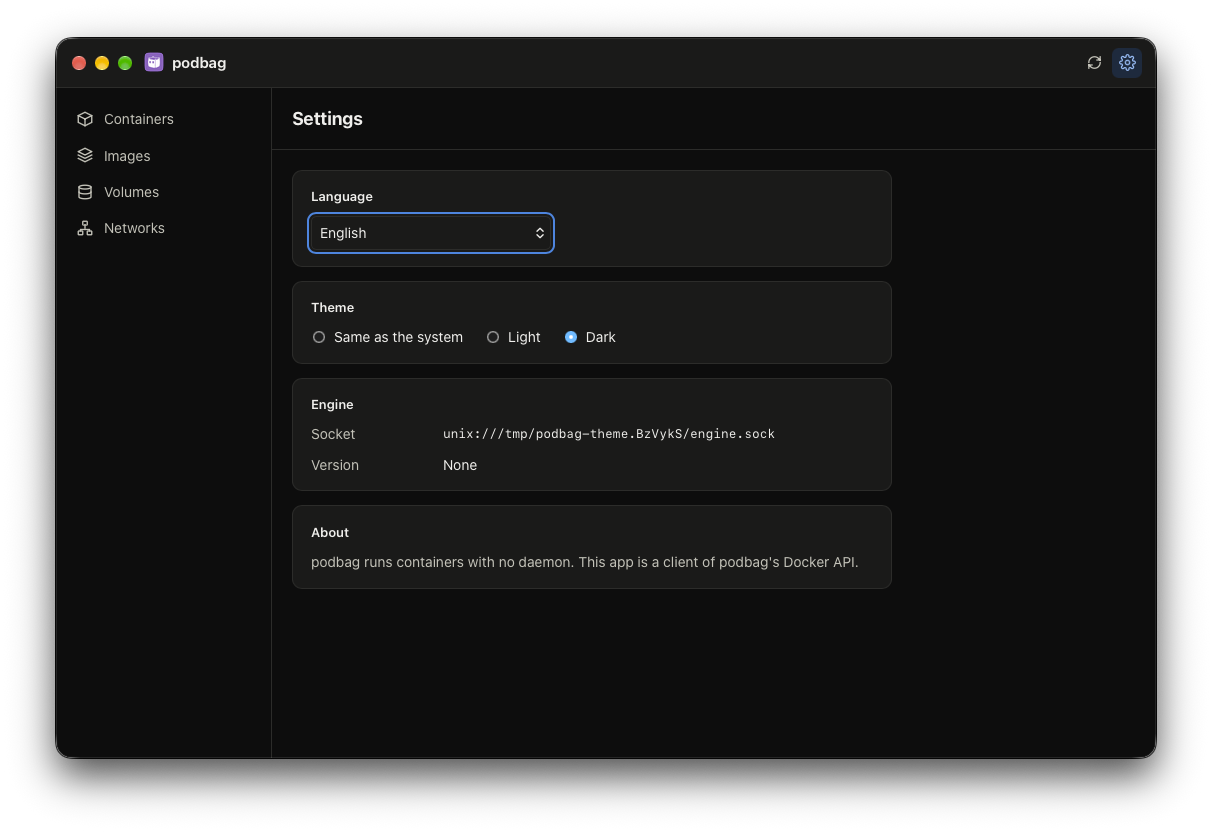 podbag
Containers
Images
Volumes
Networks
Settings
Language
English
Theme
Same as the system
Light
Dark
Engine
Socket
unix:///tmp/podbag-theme.BzVykS/engine.sock
Version
None
About
podbag runs containers with no daemon. This app is a client of podbag's Docker API.